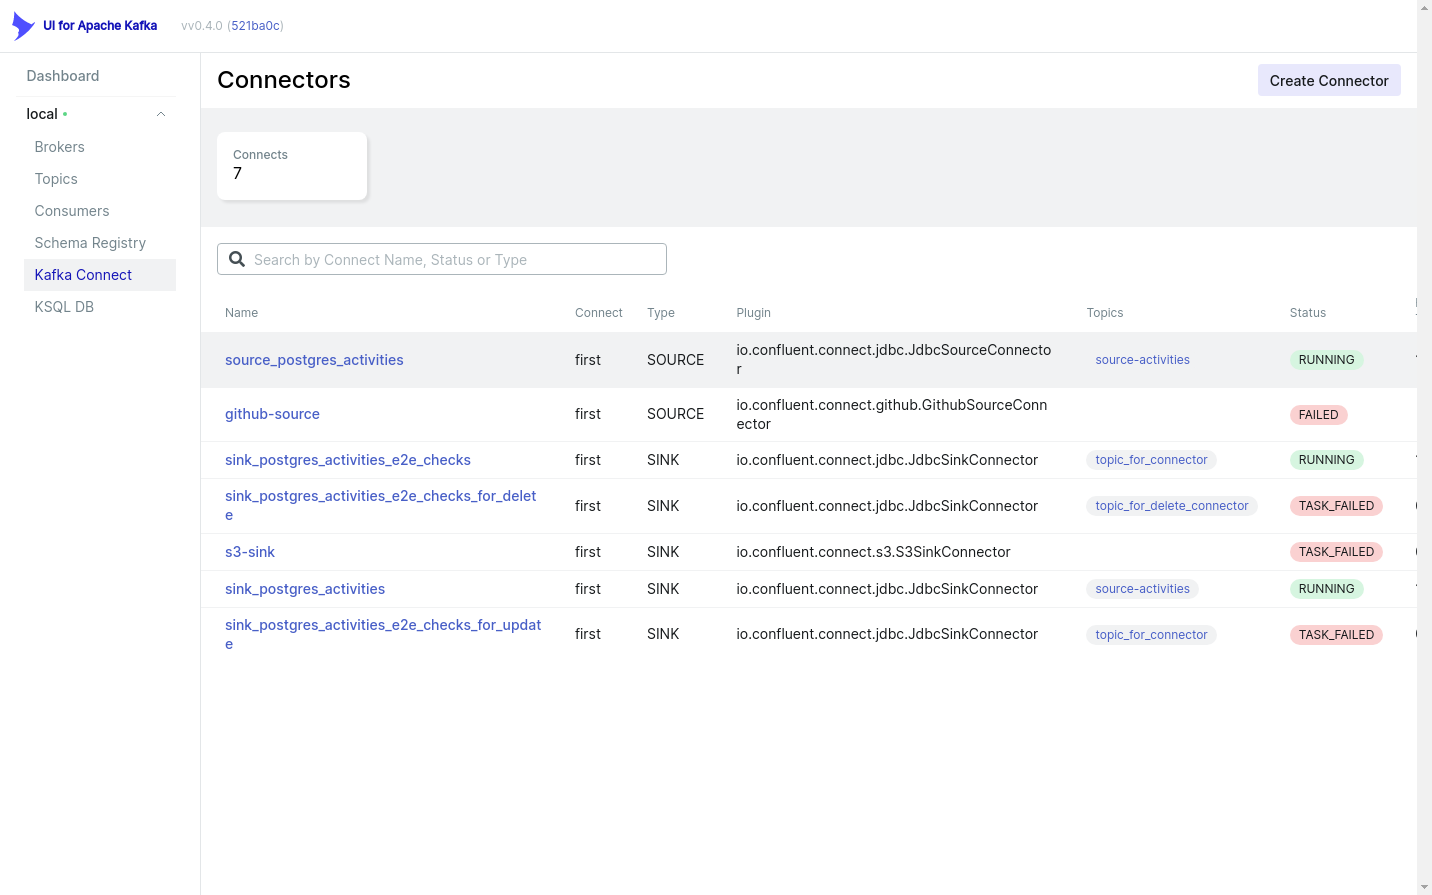 UI for Apache Kafka
vv0.4.0 (521ba0c)
Dashboard
local
Brokers
Topics
Consumers
Schema Registry
Kafka Connect
KSQL DB
Connectors
Create Connector
Connects
7
Search by Connect Name, Status or Type
Name Connect Type Plugin Topics Status
source_postgres_activities first SOURCE io.confluent.connect.jdbc.JdbcSourceConnecto
r source-activities RUNNING
github-source first SOURCE io.confluent.connect.github.GithubSourceConn
ector FAILED
sink_postgres_activities_e2e_checks first SINK io.confluent.connect.jdbc.JdbcSinkConnector topic_for_connector RUNNING
sink_postgres_activities_e2e_checks_for_delet
e first SINK io.confluent.connect.jdbc.JdbcSinkConnector topic_for_delete_connector TASK_FAILED
s3-sink first SINK io.confluent.connect.s3.S3SinkConnector TASK_FAILED
sink_postgres_activities first SINK io.confluent.connect.jdbc.JdbcSinkConnector source-activities RUNNING
sink_postgres_activities_e2e_checks_for_updat
e first SINK io.confluent.connect.jdbc.JdbcSinkConnector topic_for_connector TASK_FAILED